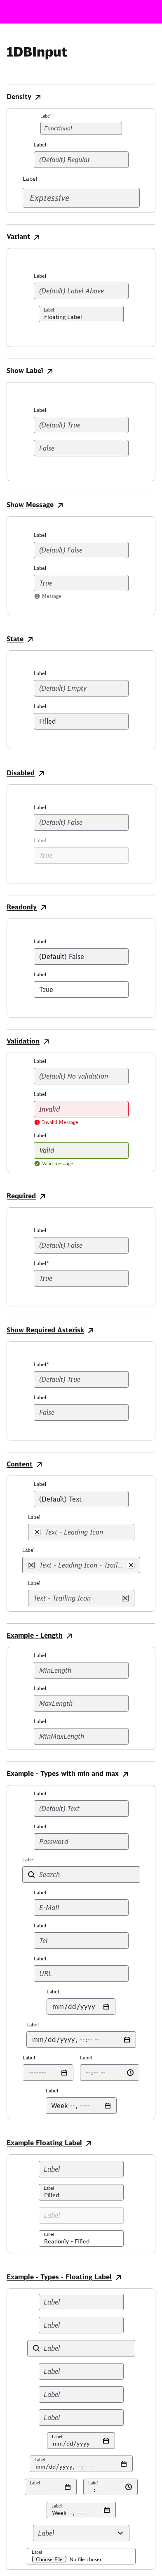 1DBInput
Density
Label
Functional
Label
(Default) Regular
Label
Expressive
Variant
Label
(Default) Label Above
Label
Floating Label
Show Label
Label
(Default) True
False
Show Message
Label
(Default) False
Label
True
Message
State
Label
(Default) Empty
Label
Filled
Disabled
Label
(Default) False
Label
True
Readonly
Label
(Default) False
Label
True
Validation
Label
(Default) No validation
Label
Invalid
Invalid Message
Label
Valid
Valid message
Required
Label
(Default) False
Label*
True
Show Required Asterisk
Label*
(Default) True
Label
False
Content
Label
(Default) Text
Label
Text - Leading Icon
Label
Text - Leading Icon - Trail...
Label
Text - Trailing Icon
Example - Length
Label
MinLength
Label
MaxLength
Label
MinMaxLength
Example - Types with min and max
Label
(Default) Text
Label
Password
Label
Search
Label
E-Mail
Label
Tel
Label
URL
Label
mm/dd/yyyy
Label
mm/dd/yyyy, --:-- --
Label Label
------- --:-- --
Label
Week --, ----
Example Floating Label
Label
Label
Filled
Label
Label
Readonly - Filled
Example - Types - Floating Label
Label
Label
Label
Label
Label
Label
Label
mm/dd/yyyy
Label
mm/dd/yyyy, --:-- --
Label Label
------- --:-- --
Label
Week --, ----
Label
Label
Choose File No file chosen